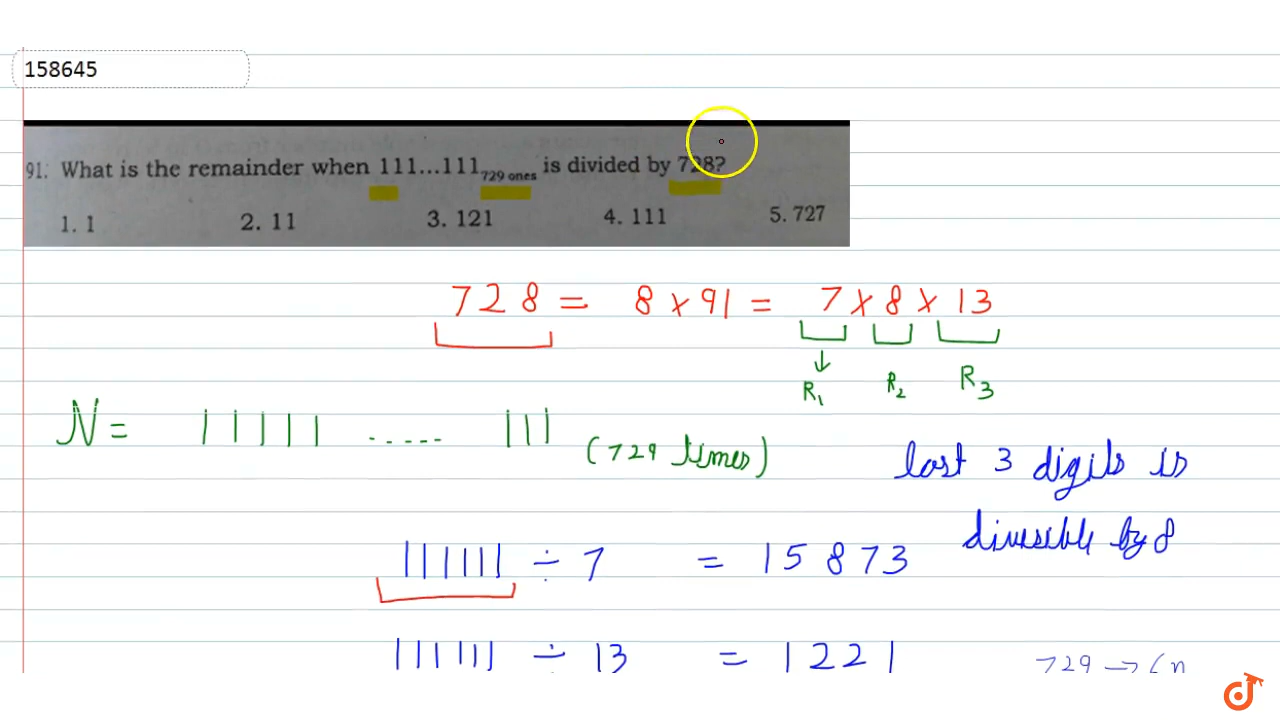 158645
91. What is the remainder when 111...111 729 ones is divided by 728?
1. 1 2. 11 3. 121 4. 111 5. 727
728 = 8 × 91 = 7 × 8 × 13
R1 R2 R3
N = 11111 ..... 111 (729 times)
last 3 digits is
divisible by 8
111111 ÷ 7 = 15873
111111 ÷ 13 = 1221
729 → 6n